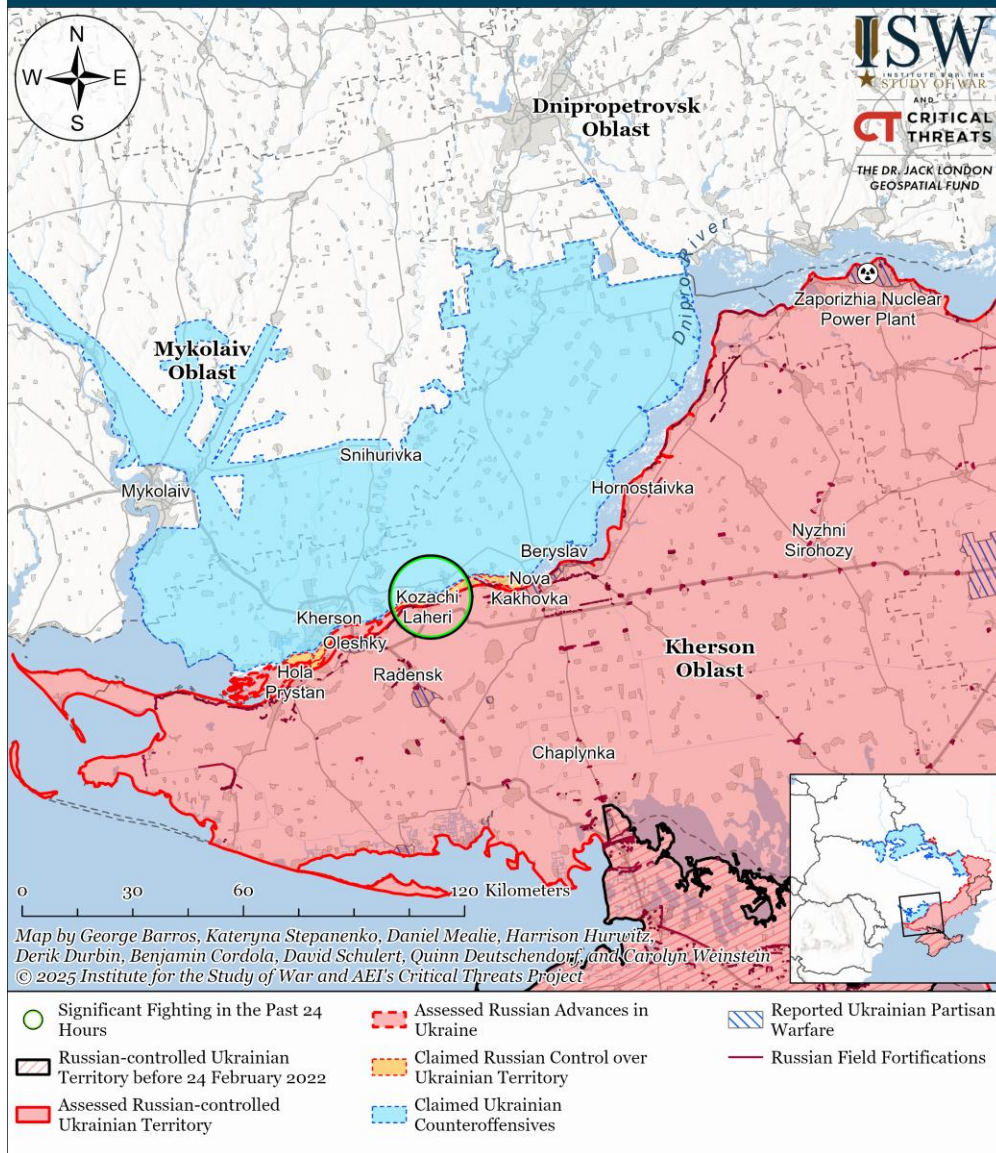 N
W E
S
ISW
INSTITUTE FOR THE
STUDY OF WAR
AND
CT CRITICAL
THREATS
THE DR. JACK LONDON
GEOSPATIAL FUND
Dnipropetrovsk
Oblast
Dnipro River
Zaporizhia Nuclear
Power Plant
Mykolaiv
Oblast
Snihurivka
Mykolaiv
Hornostaivka
Nyzhni
Sirohozy
Beryslav
Nova
Kakhovka
Kozachi
Laheri
Kherson
Oleshky
Kherson
Oblast
Hola
Prystan
Radensk
Chaplynka
0 30 60 120 Kilometers
Map by George Barros, Kateryna Stepanenko, Daniel Mealie, Harrison Hurwitz,
Derik Durbin, Benjamin Cordola, David Schulert, Quinn Deutschendorf, and Carolyn Weinstein
© 2025 Institute for the Study of War and AEI's Critical Threats Project
Significant Fighting in the Past 24
Hours
Russian-controlled Ukrainian
Territory before 24 February 2022
Assessed Russian-controlled
Ukrainian Territory
Assessed Russian Advances in
Ukraine
Claimed Russian Control over
Ukrainian Territory
Claimed Ukrainian
Counteroffensives
Reported Ukrainian Partisan
Warfare
Russian Field Fortifications